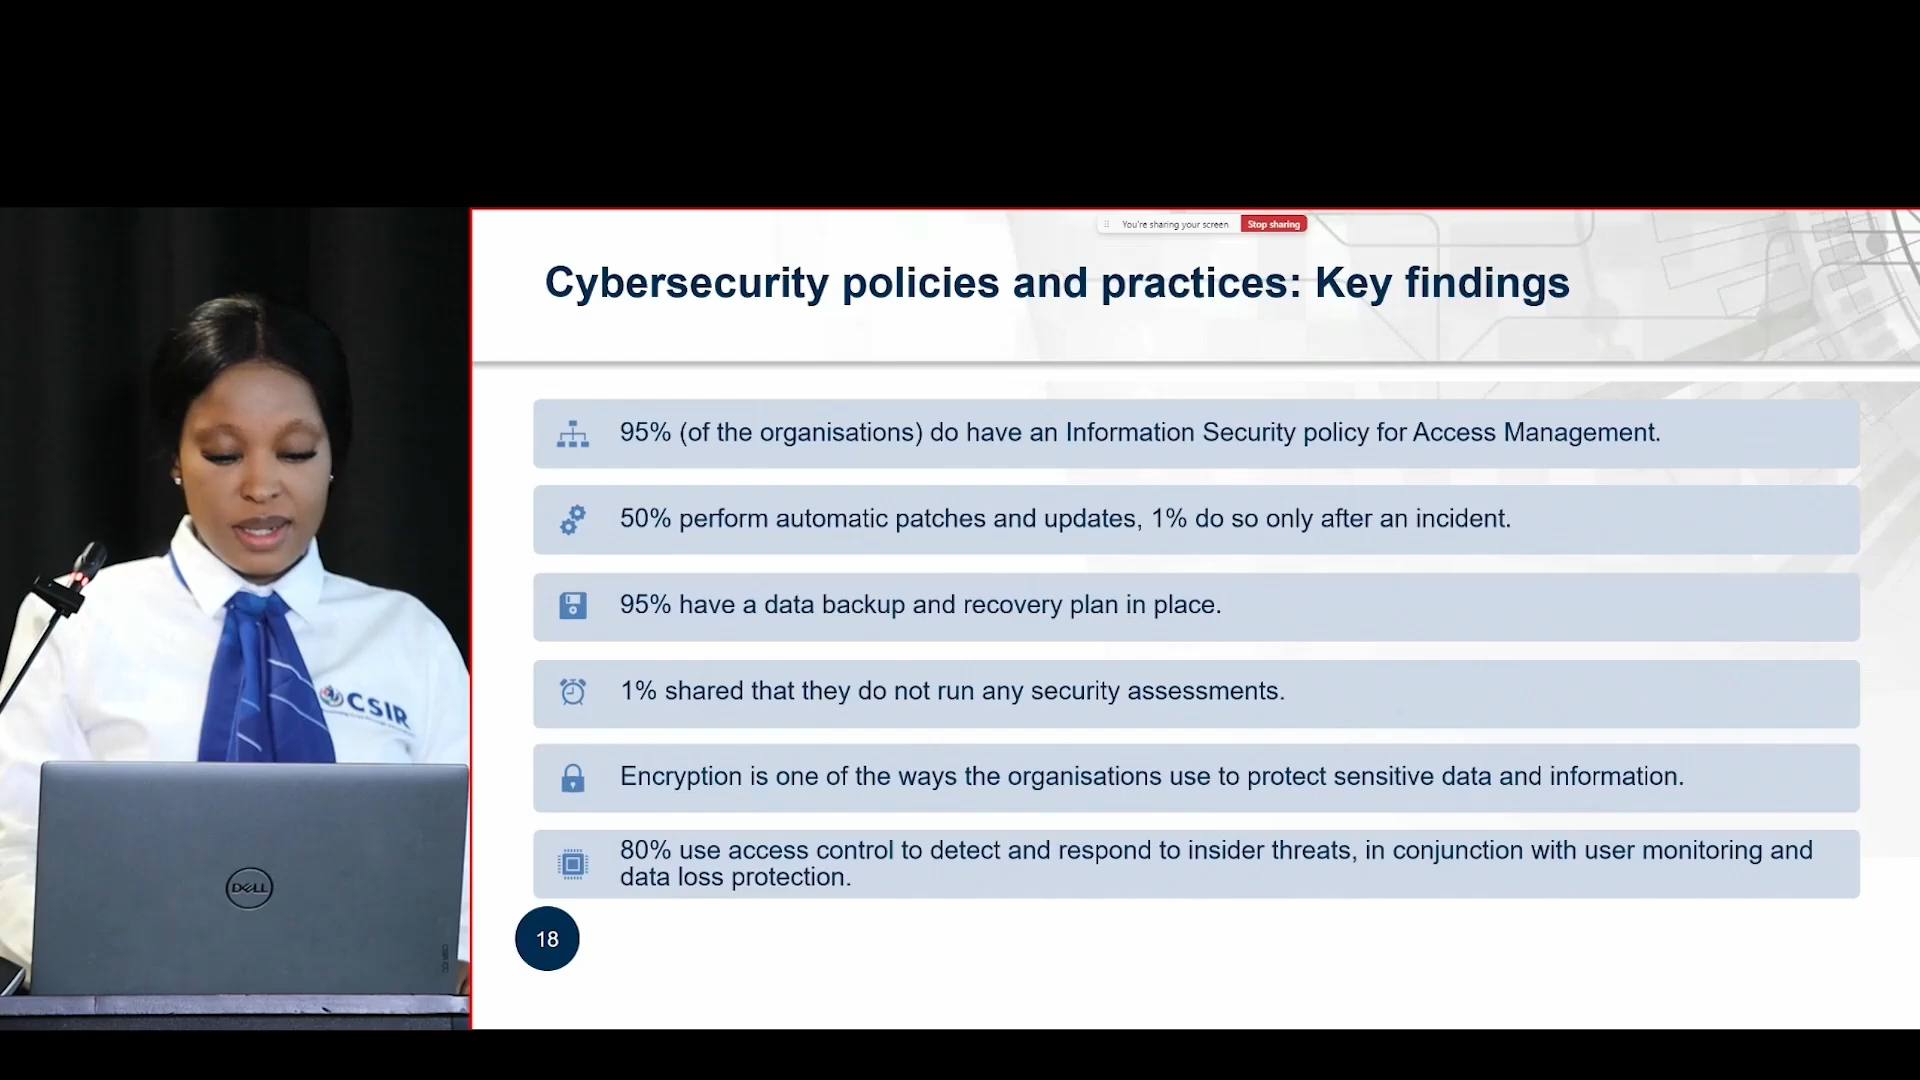 You're sharing your screen
Stop sharing
Cybersecurity policies and practices: Key findings
95% (of the organisations) do have an Information Security policy for Access Management.
50% perform automatic patches and updates, 1% do so only after an incident.
95% have a data backup and recovery plan in place.
1% shared that they do not run any security assessments.
Encryption is one of the ways the organisations use to protect sensitive data and information.
80% use access control to detect and respond to insider threats, in conjunction with user monitoring and
data loss protection.
18
CSIR
DELL